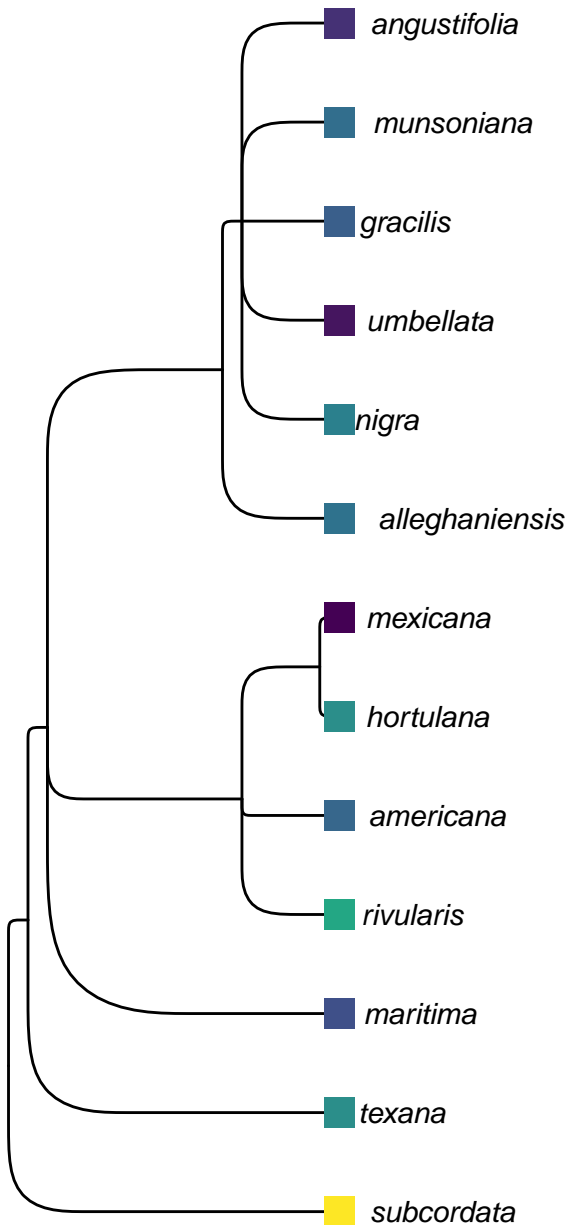 angustifolia
munsoniana
gracilis
umbellata
nigra
alleghaniensis
mexicana
hortulana
americana
rivularis
maritima
texana
subcordata